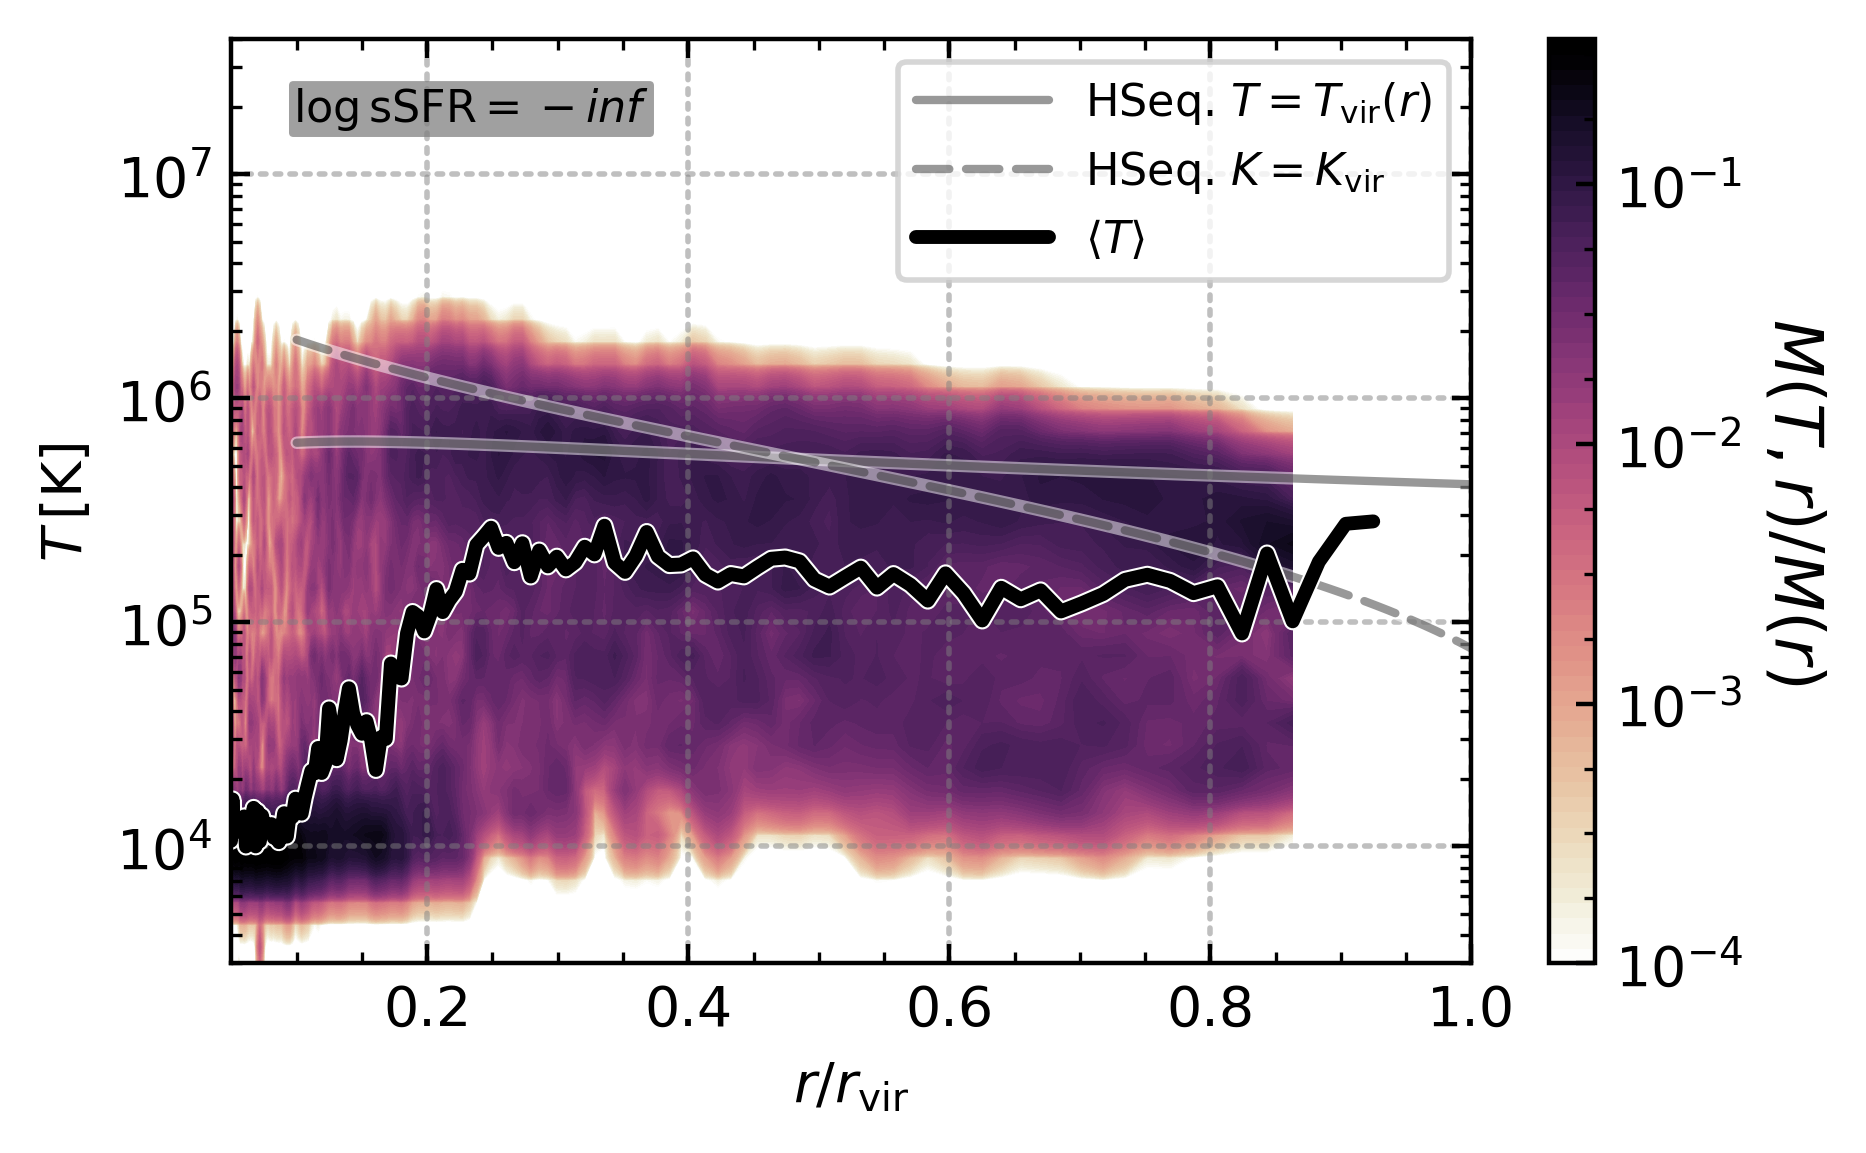 log sSFR = −inf
HSeq. T = T_vir(r)
HSeq. K = K_vir
⟨T⟩
T [K]
10^7
10^6
10^5
10^4
0.2 0.4 0.6 0.8 1.0
r/r_vir
10^−1
10^−2
10^−3
10^−4
M(T, r)/M(r)